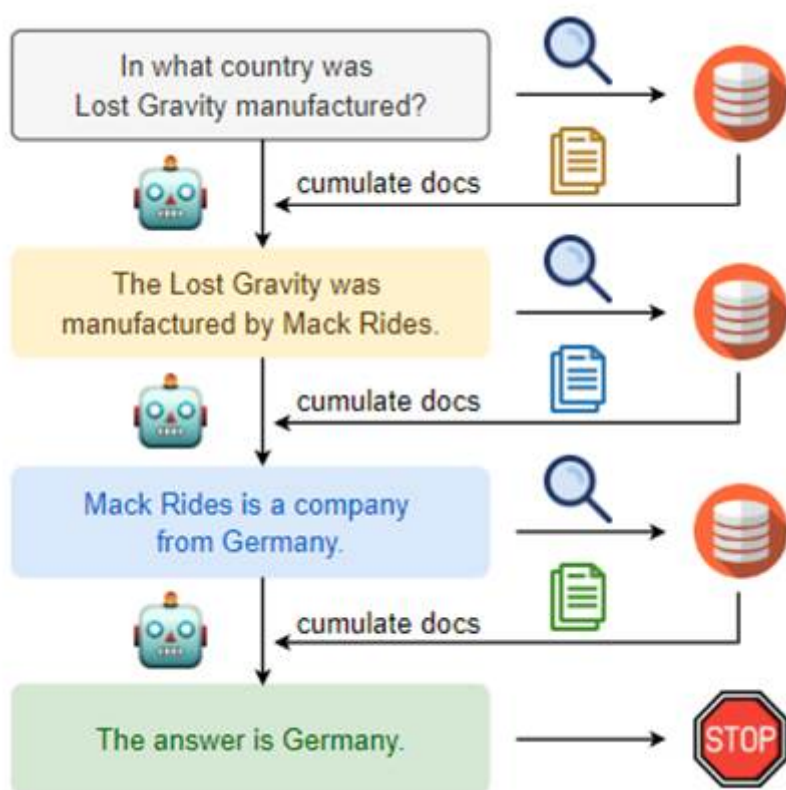 In what country was
Lost Gravity manufactured?
cumulate docs
The Lost Gravity was
manufactured by Mack Rides.
cumulate docs
Mack Rides is a company
from Germany.
cumulate docs
The answer is Germany.
STOP